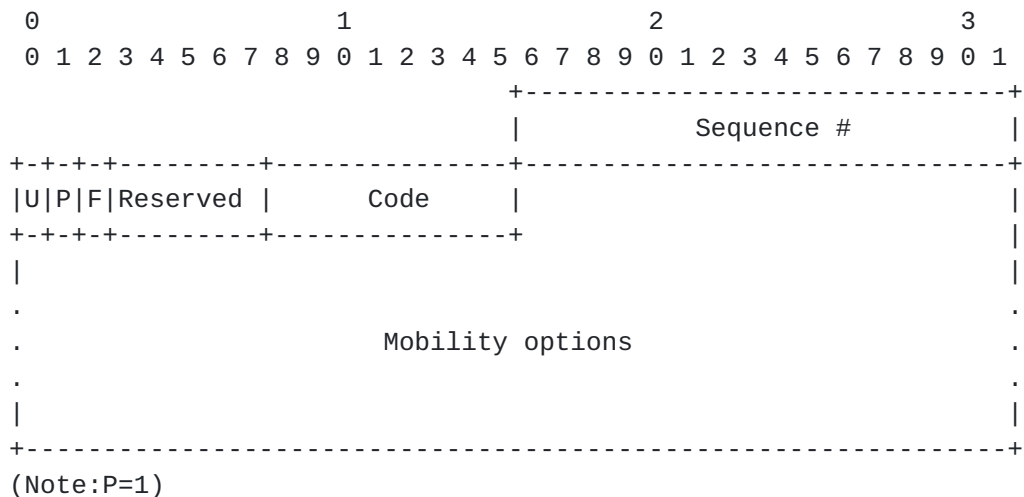 0                   1                   2                   3
 0 1 2 3 4 5 6 7 8 9 0 1 2 3 4 5 6 7 8 9 0 1 2 3 4 5 6 7 8 9 0 1
                                +-------------------------------+
                                |           Sequence #          |
+-+-+-+---------+---------------+-------------------------------+
|U|P|F|Reserved |      Code     |                               |
+-+-+-+---------+---------------+                               |
|                                                               |
.                                                               .
.                       Mobility options                        .
.                                                               .
|                                                               |
+---------------------------------------------------------------+
(Note:P=1)